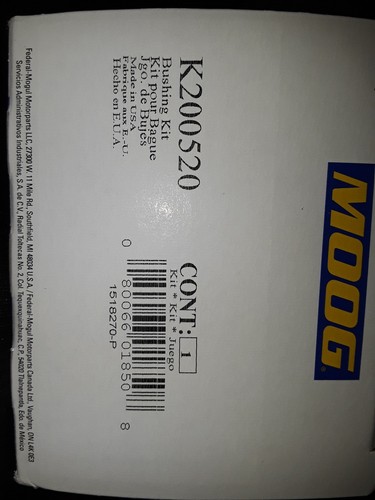 MOOG
K200520
CONT: 1
Bushing Kit
Kit * Kit * Juego
Kit pour Bague
Jgo. de Bujes
Made in USA
Fabrique aux E.-U.
Hecho en E.U.A.
0 80066 01850 8
1518270-P
Federal-Mogul Motorparts LLC, 27300 W. 11 Mile Rd., Southfield, MI 48034 U.S.A. / Federal-Mogul Motorparts Canada Ltd., Vaughan, ON L4K 0E3
Servicios Administrativos Industriales, S.A. de C.V., Radial Toltecas No. 2, Col. Tequexquinahuac, C.P. 54020 Tlalnepantla, Edo. de México